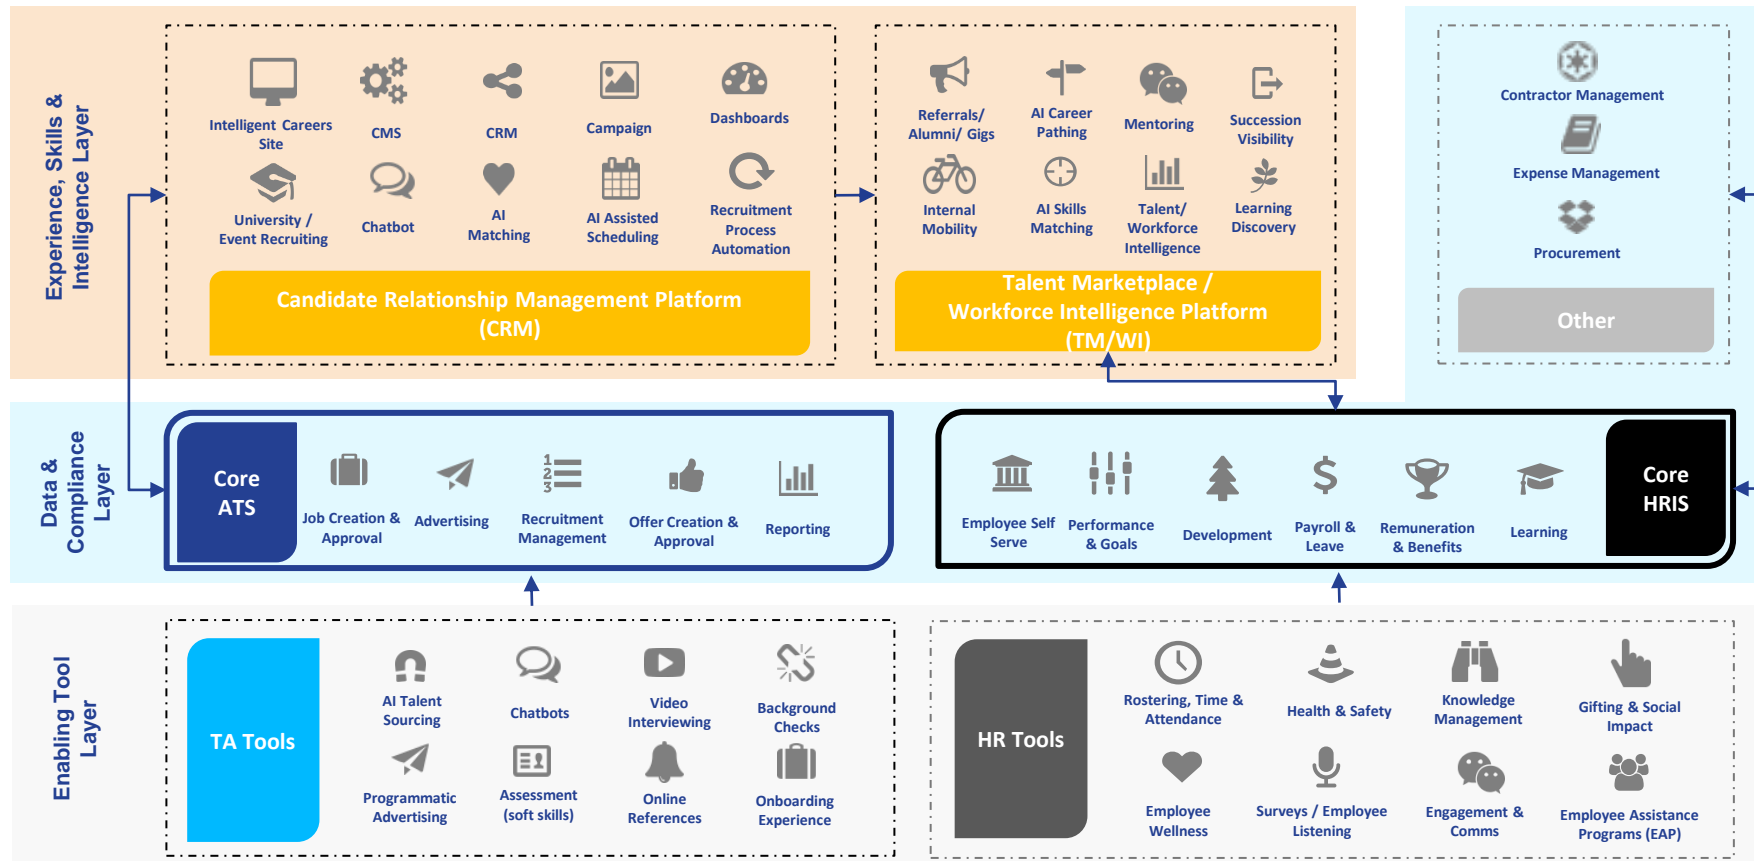 Experience, Skills &
Intelligence Layer
Intelligent Careers
Site
CMS
CRM
Campaign
Dashboards
University /
Event Recruiting
Chatbot
AI
Matching
AI Assisted
Scheduling
Recruitment
Process
Automation
Candidate Relationship Management Platform
(CRM)
Referrals/
Alumni/ Gigs
AI Career
Pathing
Mentoring
Succession
Visibility
Internal
Mobility
AI Skills
Matching
Talent/
Workforce
Intelligence
Learning
Discovery
Talent Marketplace /
Workforce Intelligence Platform
(TM/WI)
Contractor Management
Expense Management
Procurement
Other
Data &
Compliance
Layer
Core
ATS
Job Creation &
Approval
Advertising
1
2
3
Recruitment
Management
Offer Creation &
Approval
Reporting
Employee Self
Serve
Performance
& Goals
Development
$
Payroll &
Leave
Remuneration
& Benefits
Learning
Core
HRIS
Enabling Tool
Layer
TA Tools
AI Talent
Sourcing
Chatbots
Video
Interviewing
Background
Checks
Programmatic
Advertising
Assessment
(soft skills)
Online
References
Onboarding
Experience
HR Tools
Rostering, Time &
Attendance
Health & Safety
Knowledge
Management
Gifting & Social
Impact
Employee
Wellness
Surveys / Employee
Listening
Engagement &
Comms
Employee Assistance
Programs (EAP)